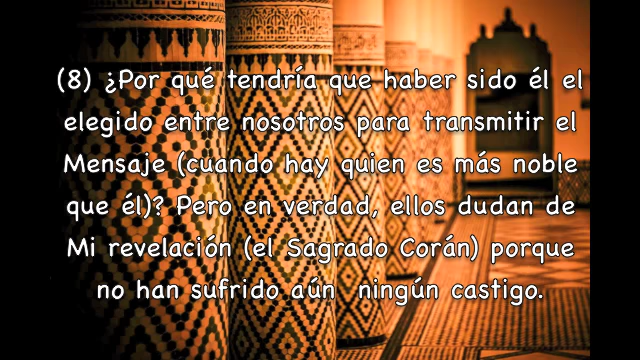 (8) ¿Por qué tendría que haber sido él el
elegido entre nosotros para transmitir el
Mensaje (cuando hay quien es más noble
que él)? Pero en verdad, ellos dudan de
Mi revelación (el Sagrado Corán) porque
no han sufrido aún  ningún castigo.